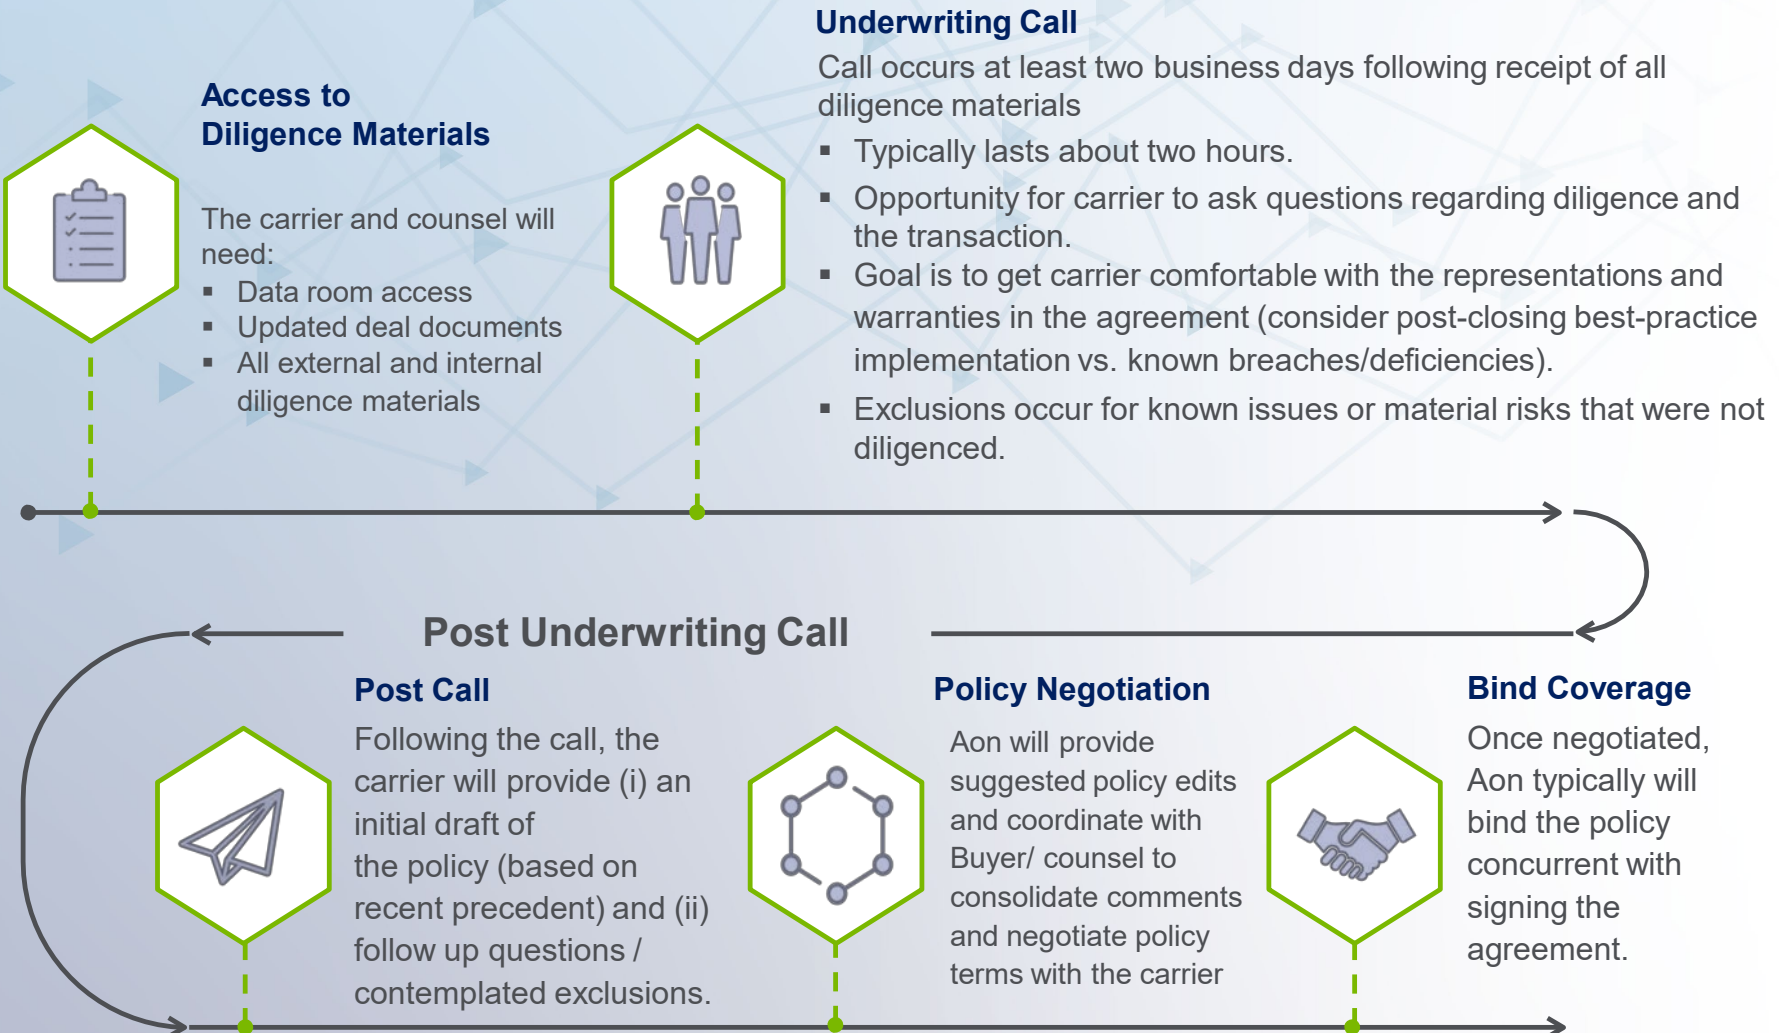 Access to
Diligence Materials
The carrier and counsel will
need:
▪ Data room access
▪ Updated deal documents
▪ All external and internal
diligence materials
Underwriting Call
Call occurs at least two business days following receipt of all
diligence materials
▪ Typically lasts about two hours.
▪ Opportunity for carrier to ask questions regarding diligence and
the transaction.
▪ Goal is to get carrier comfortable with the representations and
warranties in the agreement (consider post-closing best-practice
implementation vs. known breaches/deficiencies).
▪ Exclusions occur for known issues or material risks that were not
diligenced.
Post Underwriting Call
Post Call
Following the call, the
carrier will provide (i) an
initial draft of
the policy (based on
recent precedent) and (ii)
follow up questions /
contemplated exclusions.
Policy Negotiation
Aon will provide
suggested policy edits
and coordinate with
Buyer/ counsel to
consolidate comments
and negotiate policy
terms with the carrier
Bind Coverage
Once negotiated,
Aon typically will
bind the policy
concurrent with
signing the
agreement.